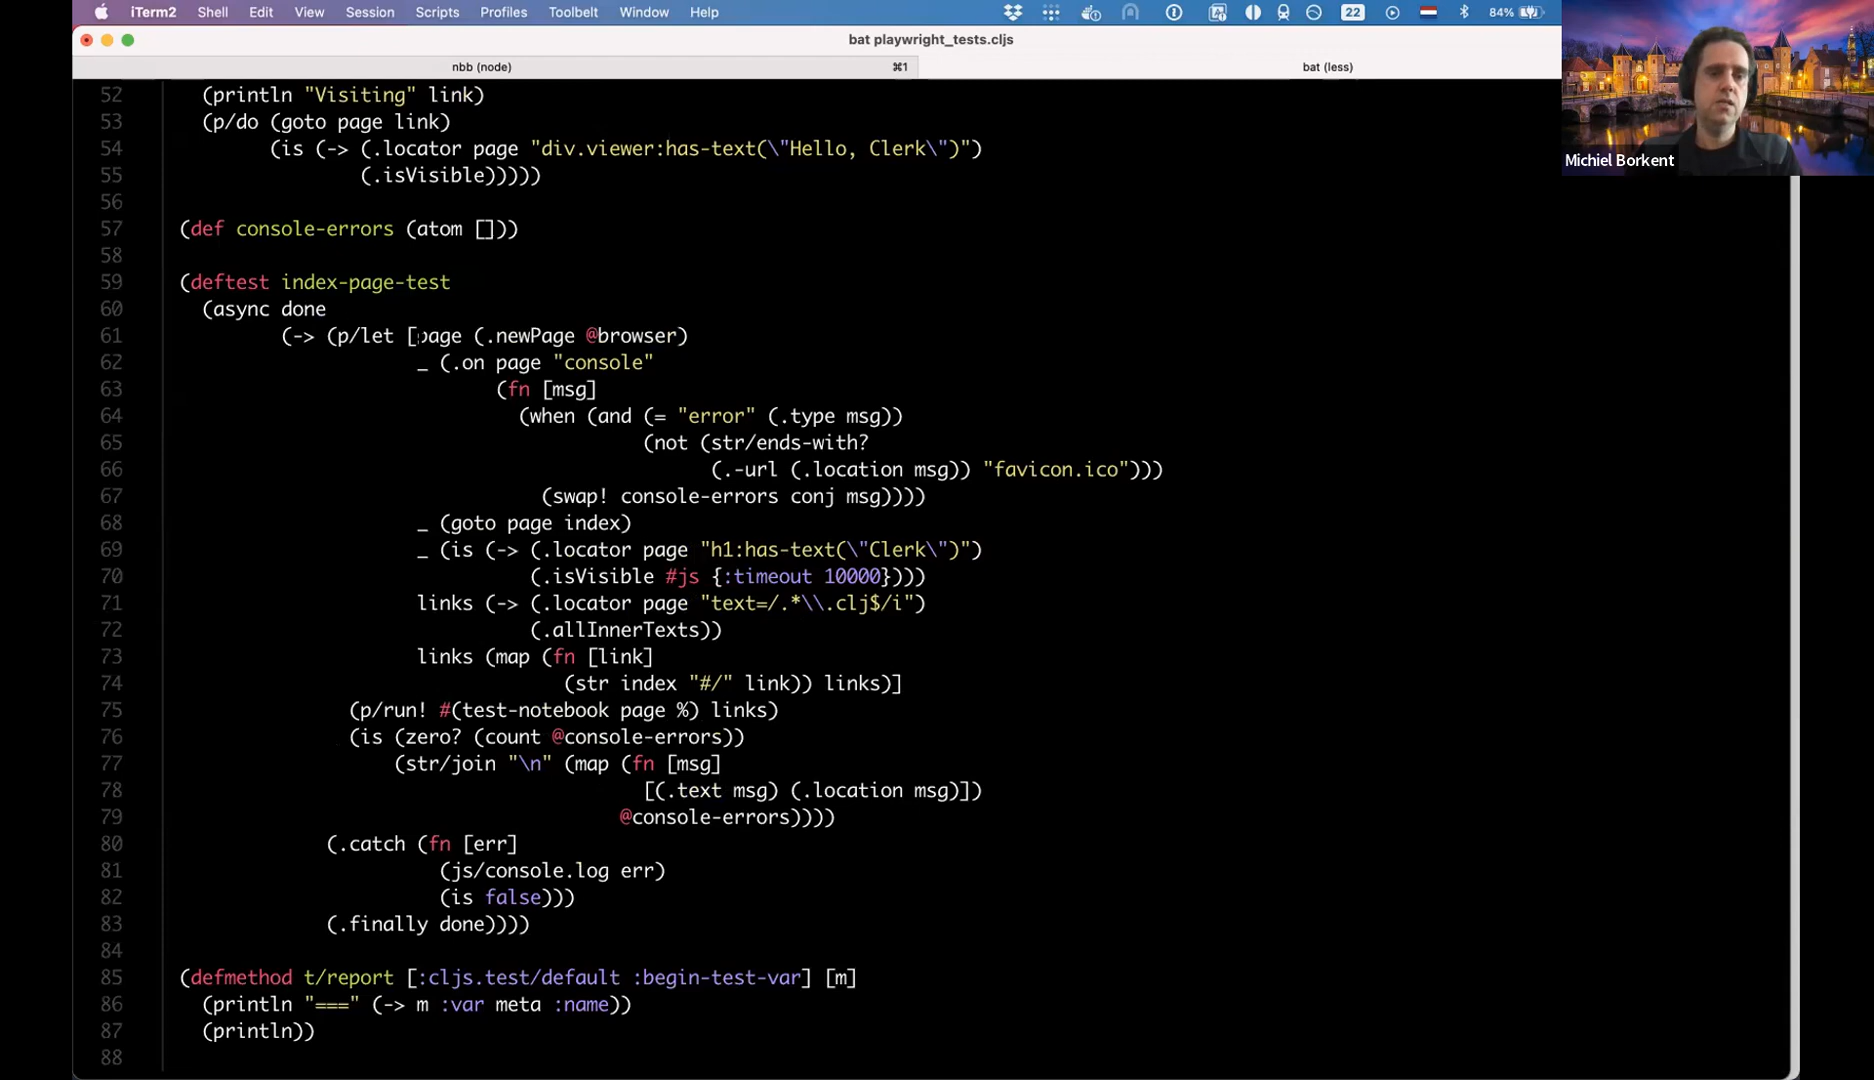 iTerm2 Shell Edit View Session Scripts Profiles Toolbelt Window Help 22 84%
bat playwright_tests.cljs
nbb (node) ⌘1 bat (less)
52 (println "Visiting" link)
53 (p/do (goto page link)
54 (is (-> (.locator page "div.viewer:has-text(\"Hello, Clerk\")")
55 (.isVisible)))))
56
57 (def console-errors (atom []))
58
59 (deftest index-page-test
60 (async done
61 (-> (p/let [page (.newPage @browser)
62 _ (.on page "console"
63 (fn [msg]
64 (when (and (= "error" (.type msg))
65 (not (str/ends-with?
66 (.-url (.location msg)) "favicon.ico")))
67 (swap! console-errors conj msg))))
68 _ (goto page index)
69 _ (is (-> (.locator page "h1:has-text(\"Clerk\")")
70 (.isVisible #js {:timeout 10000})))
71 links (-> (.locator page "text=/.*\\.clj$/i")
72 (.allInnerTexts))
73 links (map (fn [link]
74 (str index "#/" link)) links)]
75 (p/run! #(test-notebook page %) links)
76 (is (zero? (count @console-errors))
77 (str/join "\n" (map (fn [msg]
78 [(.text msg) (.location msg)])
79 @console-errors))))
80 (.catch (fn [err]
81 (js/console.log err)
82 (is false)))
83 (.finally done))))
84
85 (defmethod t/report [:cljs.test/default :begin-test-var] [m]
86 (println "===" (-> m :var meta :name))
87 (println))
88
Michiel Borkent